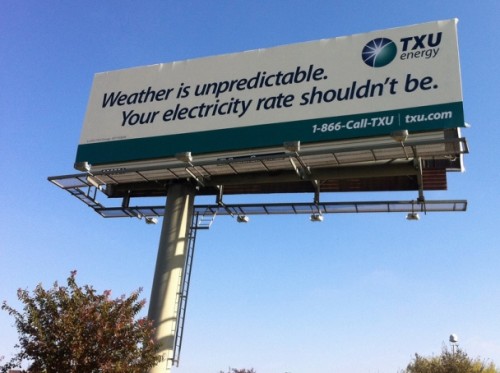 TXU
energy
Weather is unpredictable.
Your electricity rate shouldn't be.
1-866-Call-TXU | txu.com